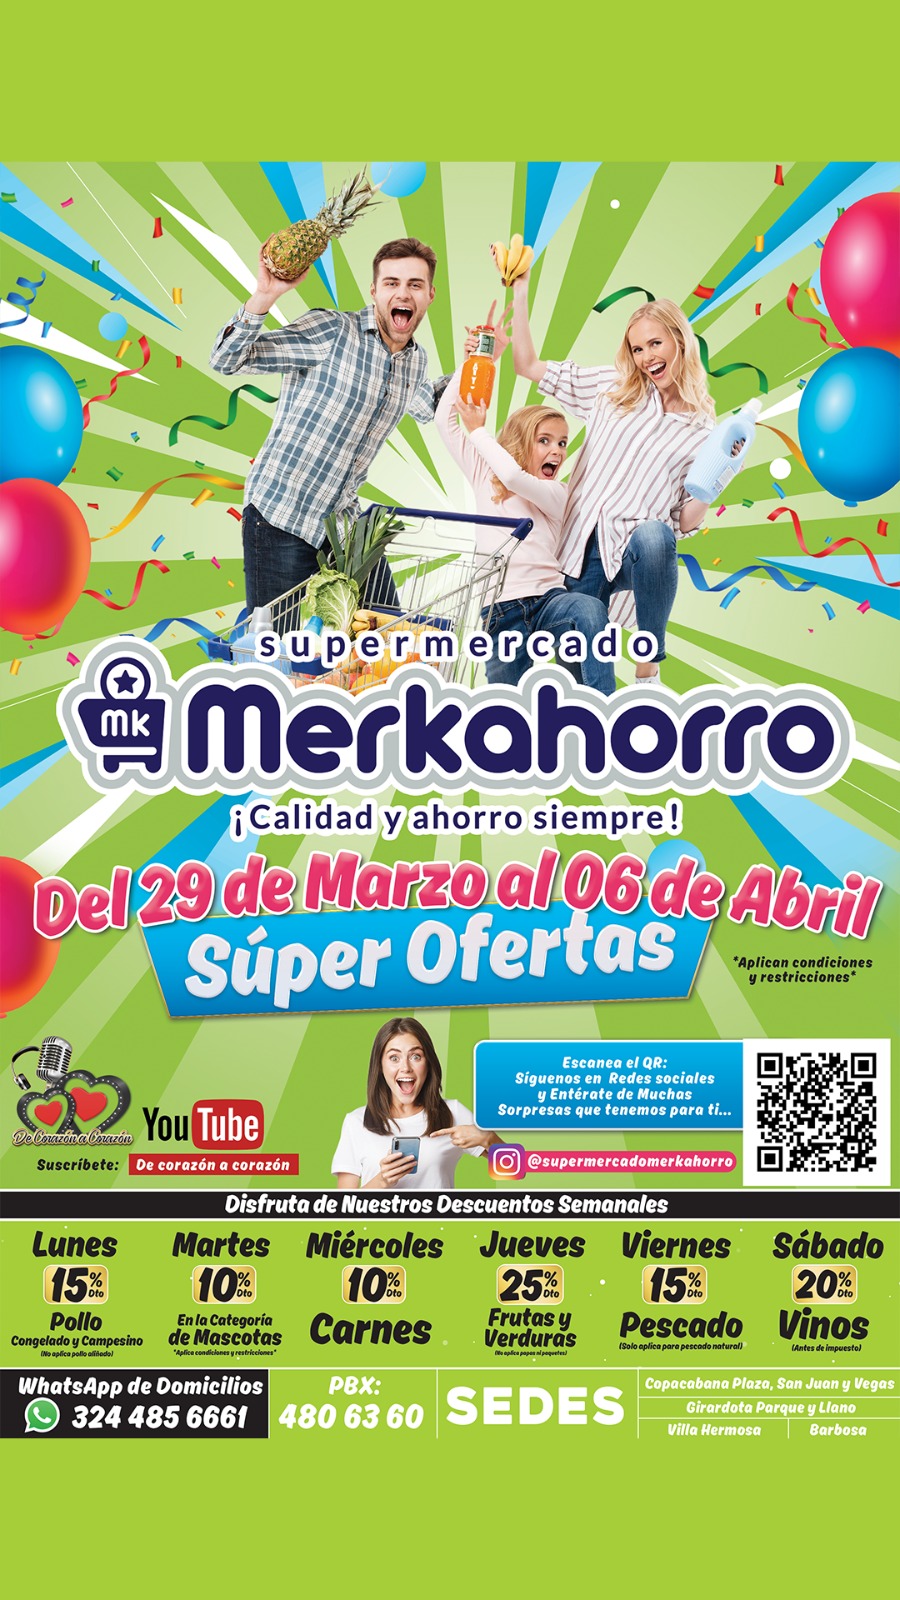 supermercado
mk
Merkahorro
¡Calidad y ahorro siempre!
Del 29 de Marzo al 06 de Abril
Súper Ofertas
*Aplican condiciones
y restricciones*
De Corazón a Corazón
YouTube
Suscríbete: De corazón a corazón
Escanea el QR:
Síguenos en Redes sociales
y Entérate de Muchas
Sorpresas que tenemos para ti...
@supermercadomerkahorro
Disfruta de Nuestros Descuentos Semanales
Lunes
15% Dto
Pollo
Congelado y Campesino
(No aplica pollo aliñado)
Martes
10% Dto
En la Categoría
de Mascotas
*Aplica condiciones y restricciones*
Miércoles
10% Dto
Carnes
Jueves
25% Dto
Frutas y
Verduras
(No aplica papas ni paquetes)
Viernes
15% Dto
Pescado
(Solo aplica para pescado natural)
Sábado
20% Dto
Vinos
(Antes de impuesto)
WhatsApp de Domicilios
324 485 6661
PBX:
480 63 60
SEDES
Copacabana Plaza, San Juan y Vegas
Girardota Parque y Llano
Villa Hermosa
Barbosa